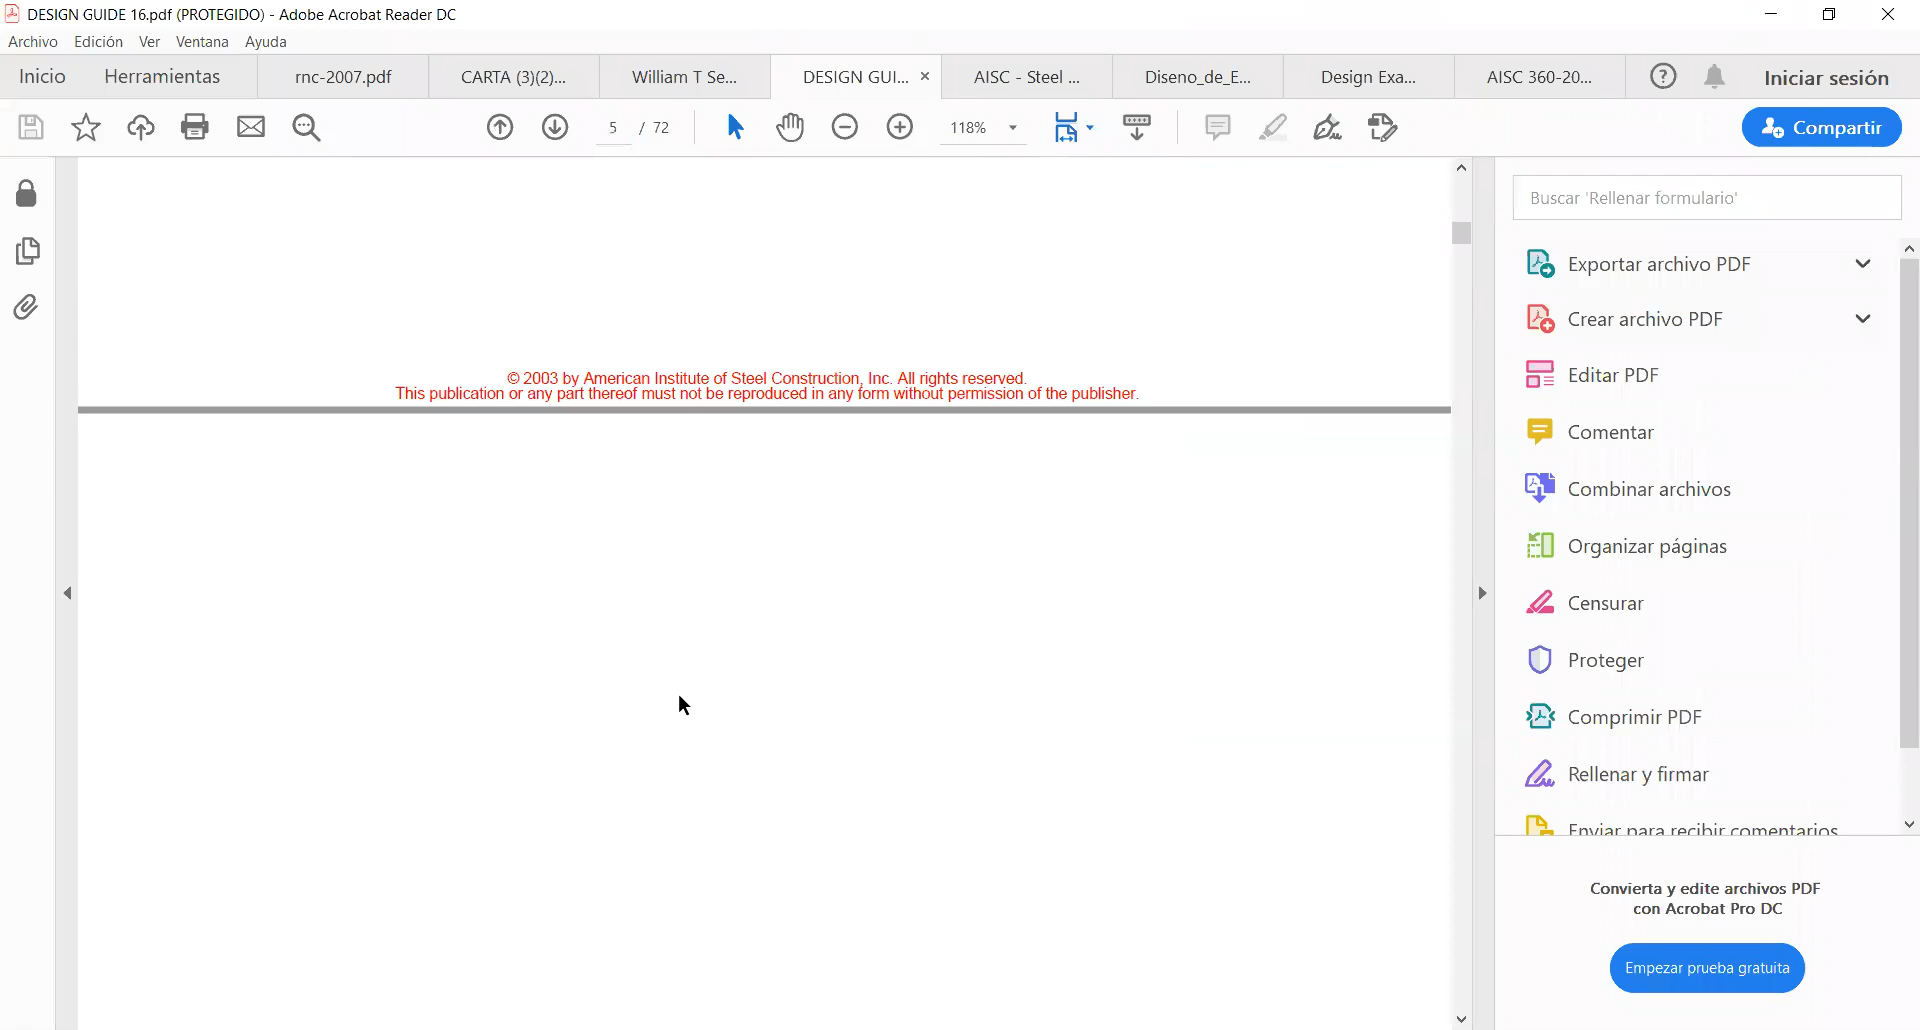 DESIGN GUIDE 16.pdf (PROTEGIDO) - Adobe Acrobat Reader DC
Archivo Edición Ver Ventana Ayuda
Inicio Herramientas rnc-2007.pdf CARTA (3)(2)... William T Se... DESIGN GUI... AISC - Steel ... Diseno_de_E... Design Exa... AISC 360-20... Iniciar sesión
5 / 72 118% Compartir
Buscar 'Rellenar formulario'
Exportar archivo PDF
Crear archivo PDF
Editar PDF
Comentar
Combinar archivos
Organizar páginas
Censurar
Proteger
Comprimir PDF
Rellenar y firmar
Enviar para recibir comentarios
Convierta y edite archivos PDF
con Acrobat Pro DC
Empezar prueba gratuita
© 2003 by American Institute of Steel Construction, Inc. All rights reserved.
This publication or any part thereof must not be reproduced in any form without permission of the publisher.